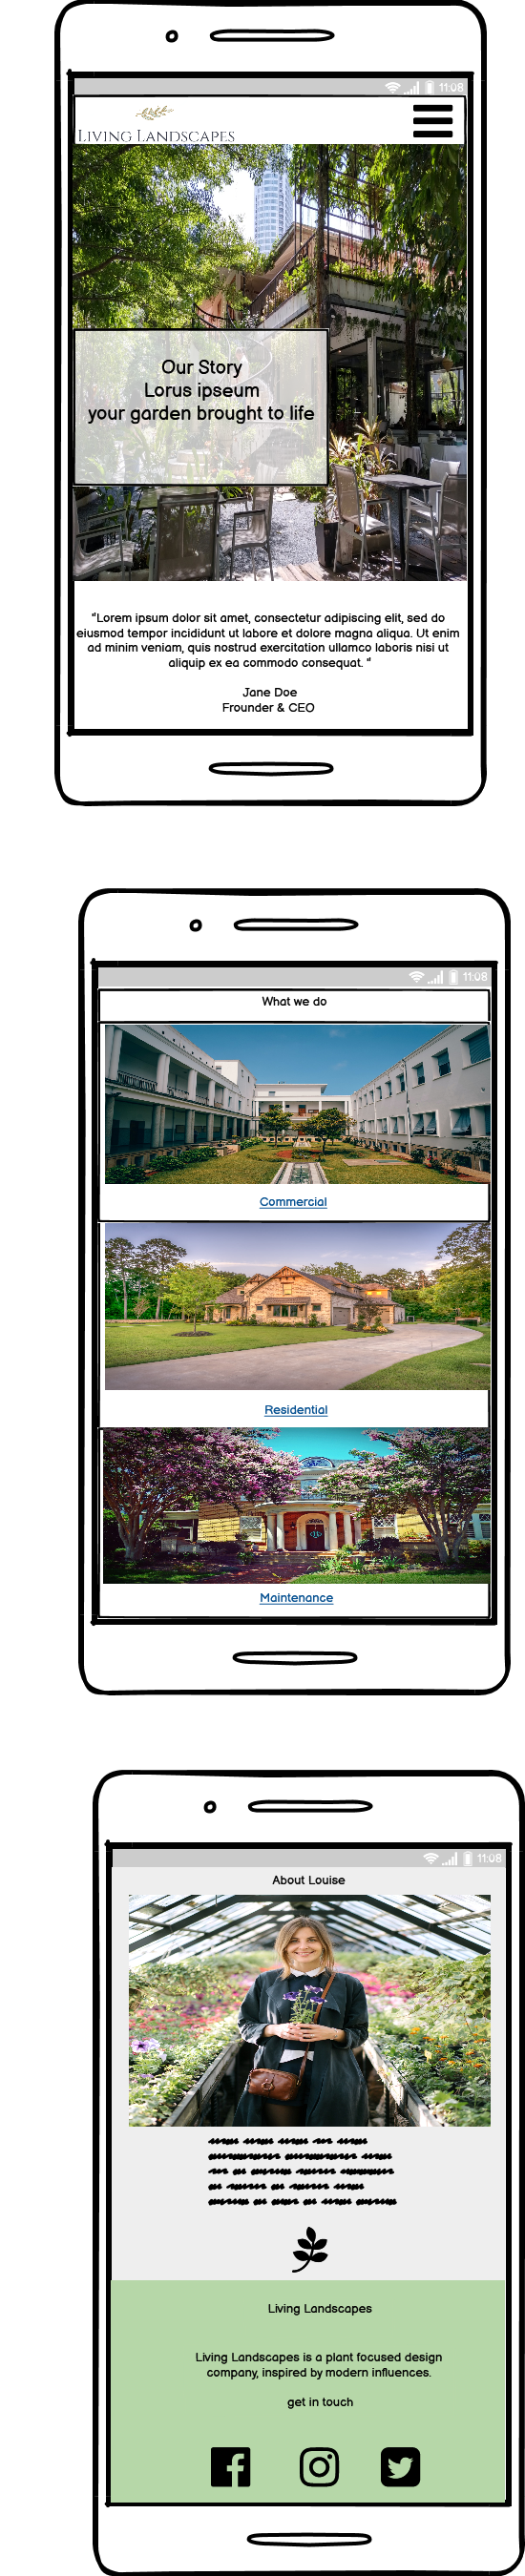 11:08
LIVING LANDSCAPES
Our Story
Lorus ipseum
your garden brought to life
"Lorem ipsum dolor sit amet, consectetur adipiscing elit, sed do
eiusmod tempor incididunt ut labore et dolore magna aliqua. Ut enim
ad minim veniam, quis nostrud exercitation ullamco laboris nisi ut
aliquip ex ea commodo consequat. "
Jane Doe
Frounder & CEO
11:08
What we do
Commercial
Residential
Maintenance
11:08
About Louise
Living Landscapes
Living Landscapes is a plant focused design
company, inspired by modern influences.
get in touch